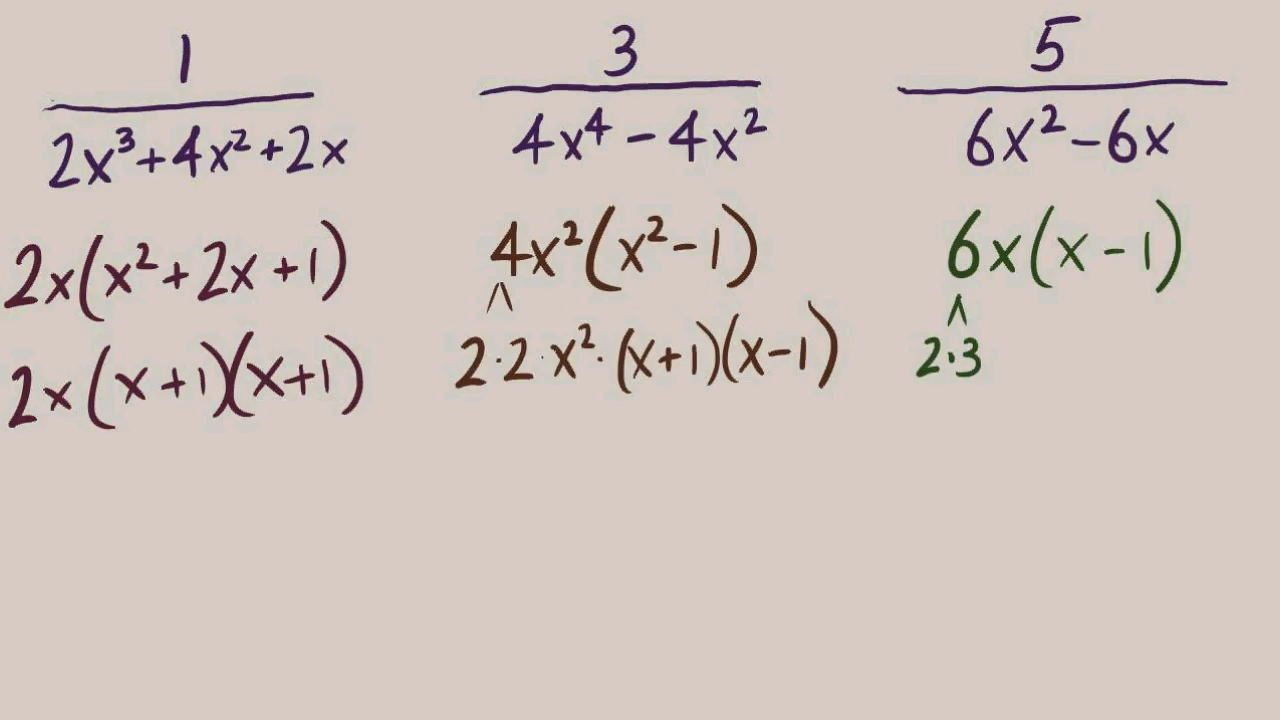 1
2x³+4x²+2x
2x(x²+2x+1)
2x(x+1)(x+1)
3
4x⁴-4x²
4x²(x²-1)
2·2·x²·(x+1)(x-1)
5
6x²-6x
6x(x-1)
2·3